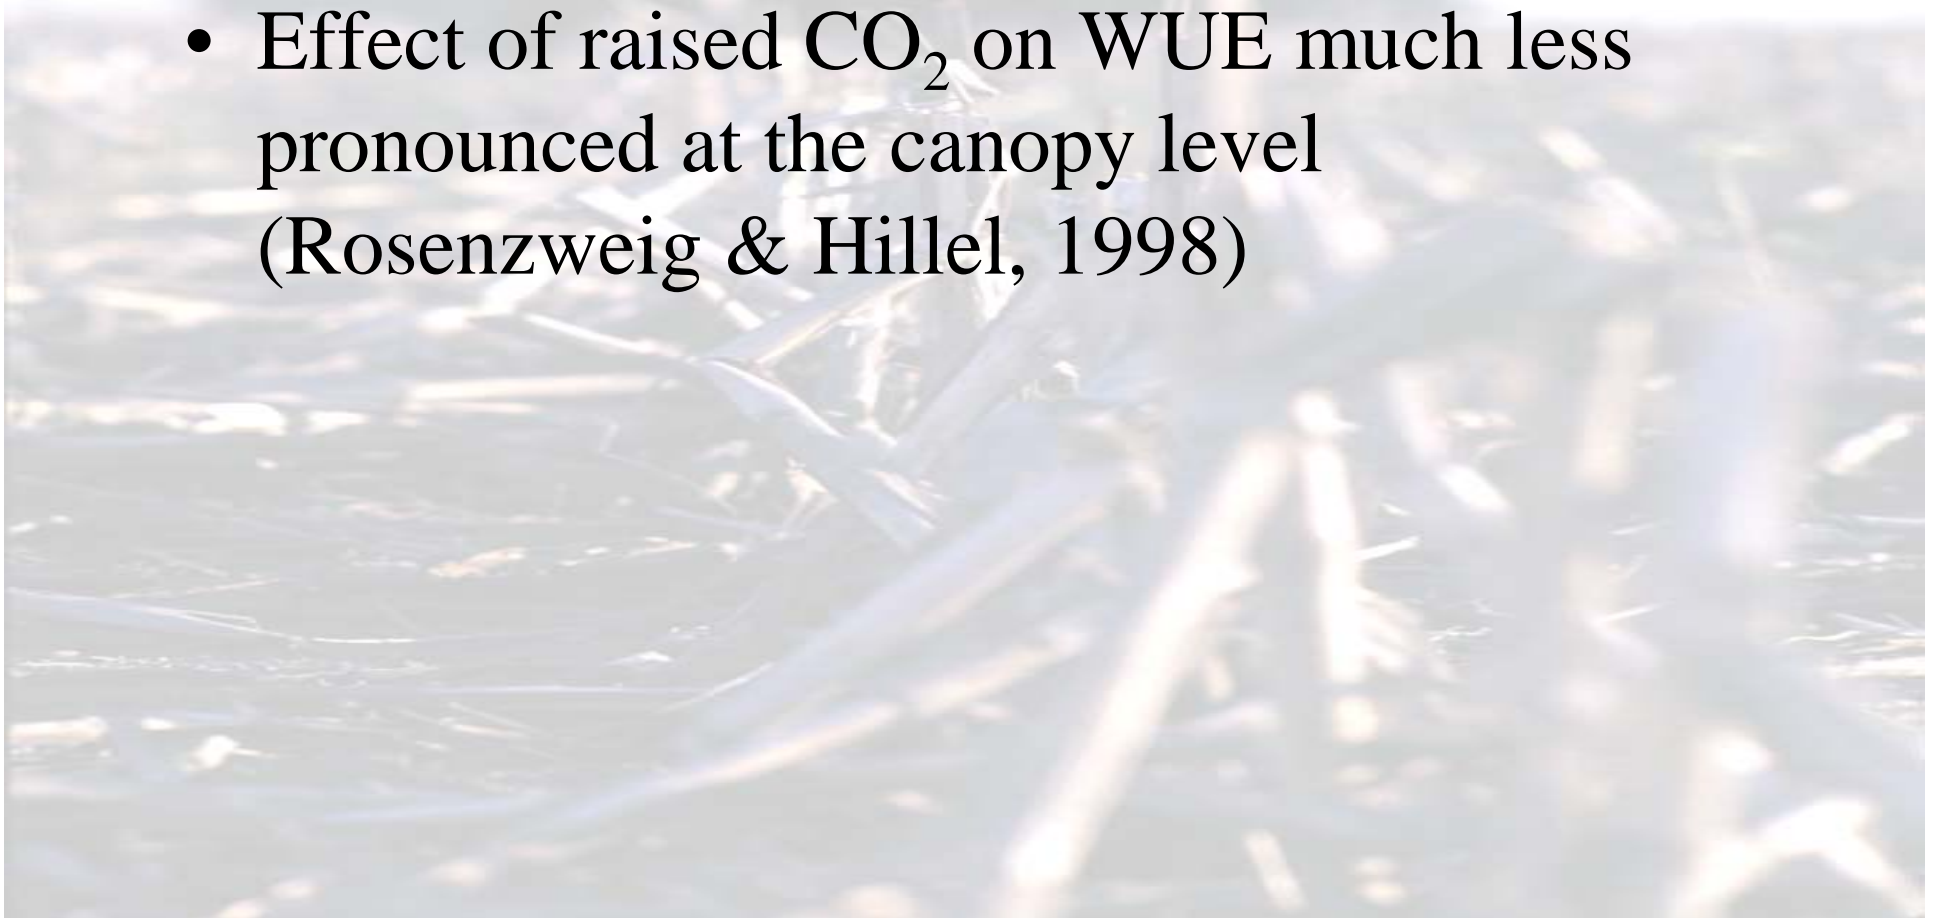 • Effect of raised CO₂ on WUE much less
pronounced at the canopy level
(Rosenzweig & Hillel, 1998)